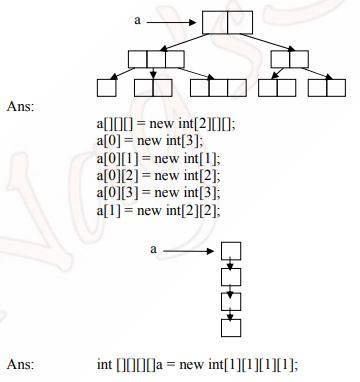 a
Ans:
a[][][] = new int[2][][];
a[0] = new int[3];
a[0][1] = new int[1];
a[0][2] = new int[2];
a[0][3] = new int[3];
a[1] = new int[2][2];
a
Ans: int [][][][]a = new int[1][1][1][1];